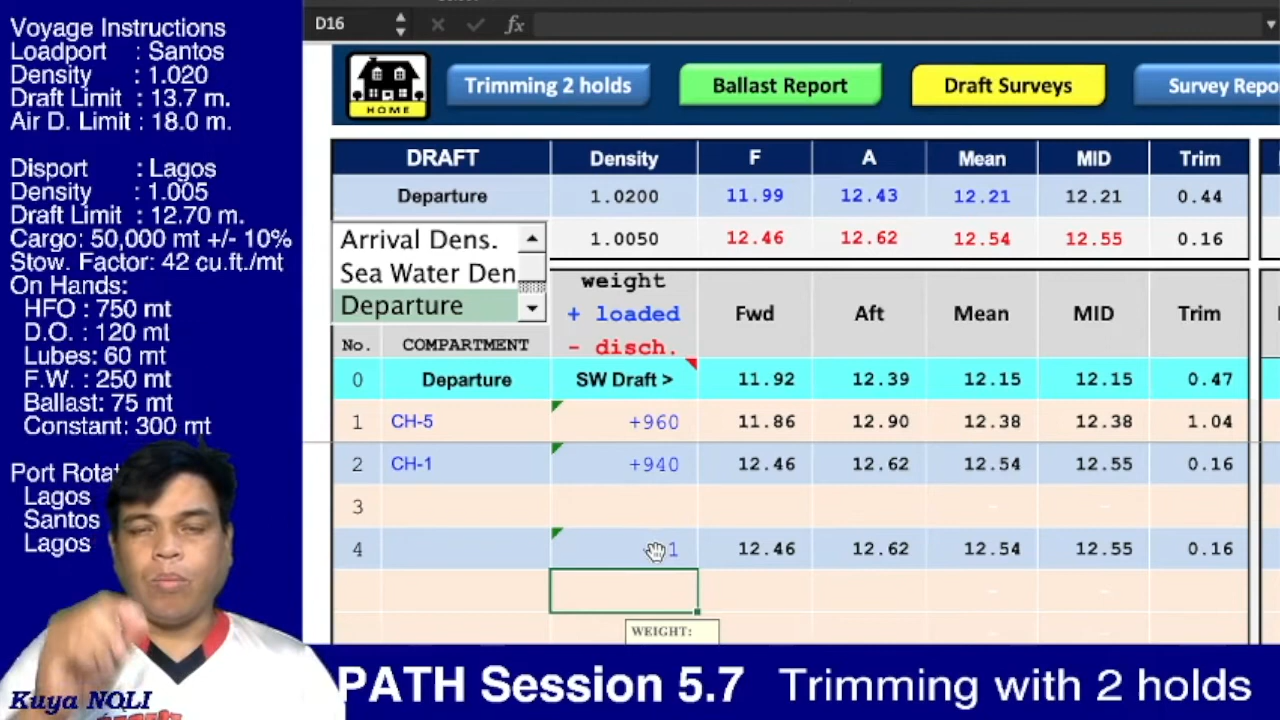 Voyage Instructions
Loadport : Santos
Density : 1.020
Draft Limit : 13.7 m.
Air D. Limit : 18.0 m.
Disport : Lagos
Density : 1.005
Draft Limit : 12.70 m.
Cargo: 50,000 mt +/- 10%
Stow. Factor: 42 cu.ft./mt
On Hands:
HFO : 750 mt
D.O. : 120 mt
Lubes: 60 mt
F.W. : 250 mt
Ballast: 75 mt
Constant: 300 mt
Port Rotat
Lagos
Santos
Lagos
Kuya NOLI
D16 fx
HOME Trimming 2 holds Ballast Report Draft Surveys Survey Repo
DRAFT Density F A Mean MID Trim
Departure 1.0200 11.99 12.43 12.21 12.21 0.44
1.0050 12.46 12.62 12.54 12.55 0.16
Arrival Dens.
Sea Water Den
Departure
No. COMPARTMENT weight + loaded - disch. Fwd Aft Mean MID Trim
0 Departure SW Draft > 11.92 12.39 12.15 12.15 0.47
1 CH-5 +960 11.86 12.90 12.38 12.38 1.04
2 CH-1 +940 12.46 12.62 12.54 12.55 0.16
3
4 1 12.46 12.62 12.54 12.55 0.16
WEIGHT:
PATH Session 5.7 Trimming with 2 holds